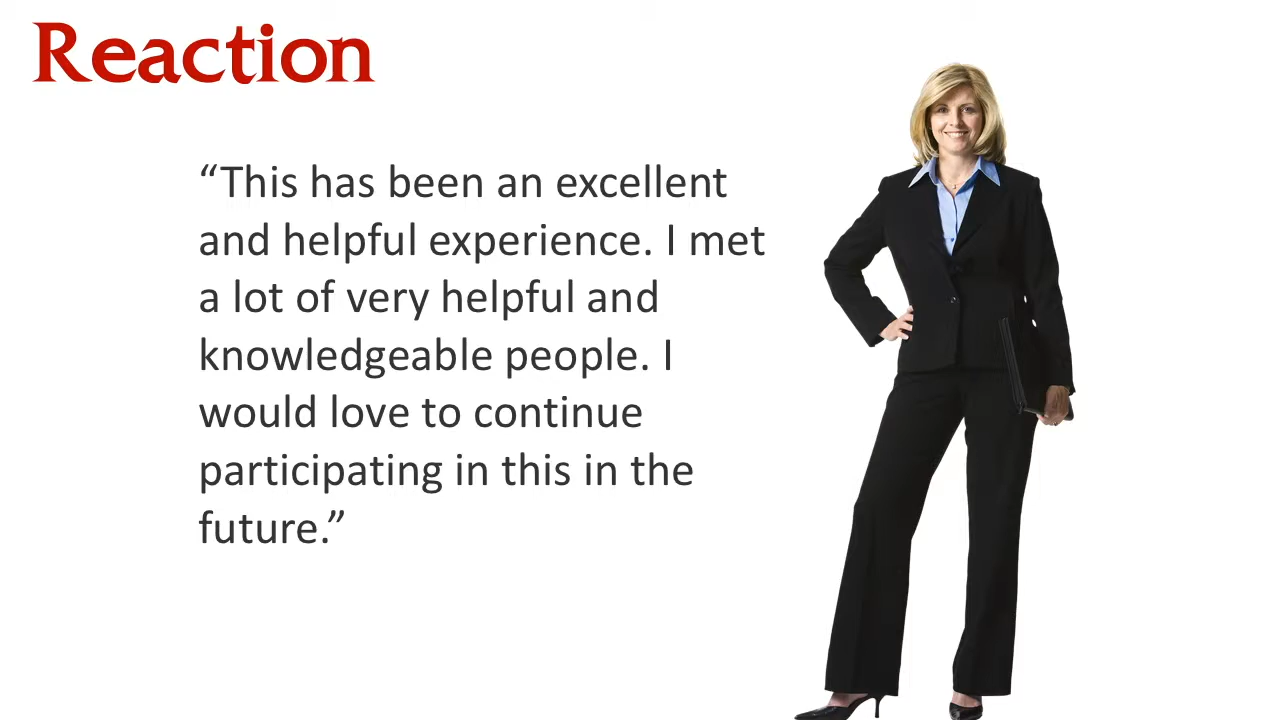 Reaction
“This has been an excellent
and helpful experience. I met
a lot of very helpful and
knowledgeable people. I
would love to continue
participating in this in the
future.”